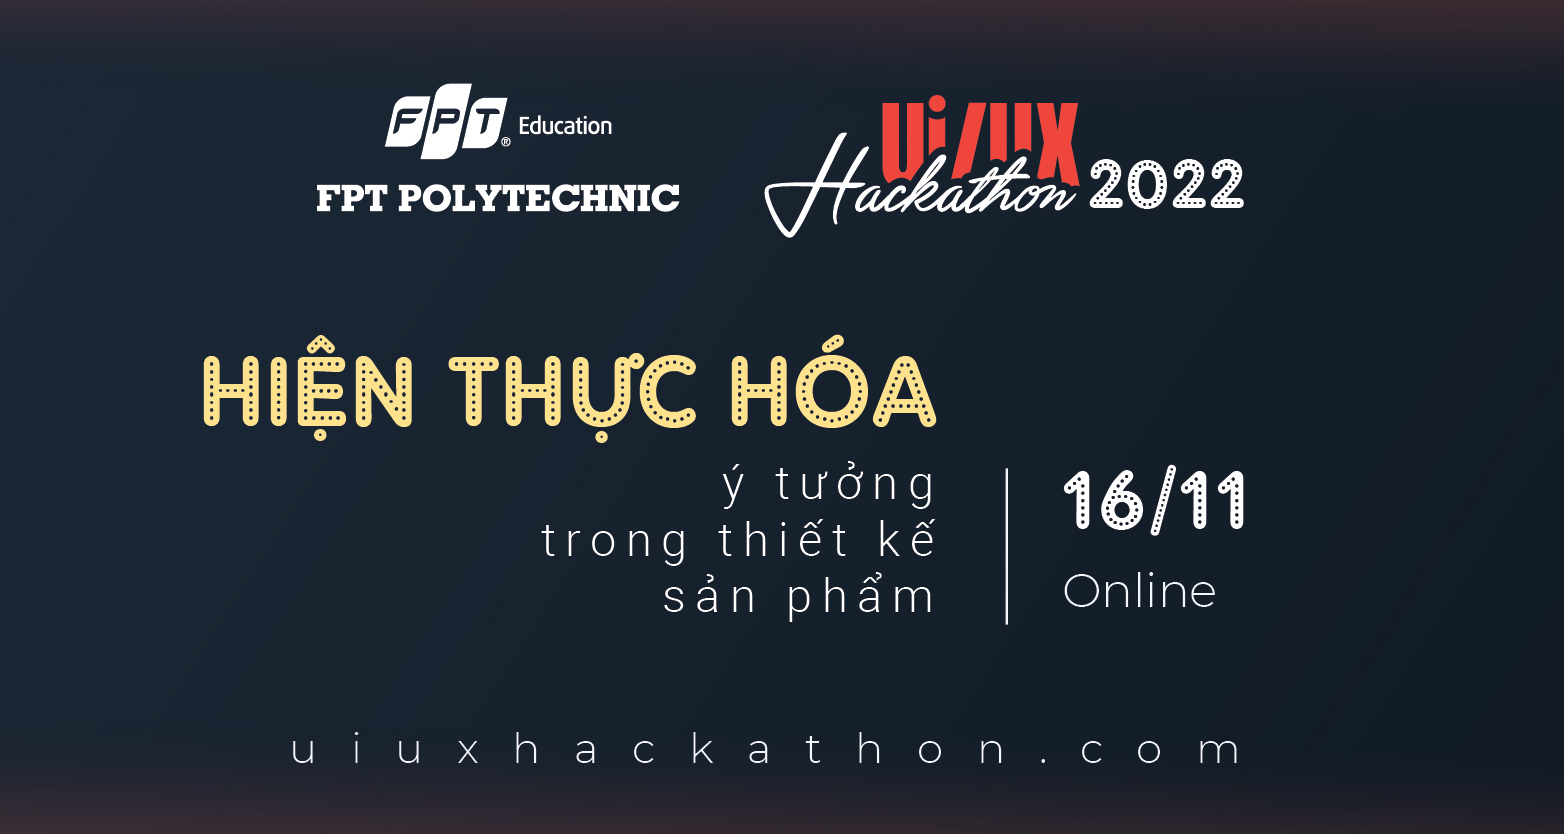 FPT® Education
FPT POLYTECHNIC
Ui/UX
Hackathon 2022
HIỆN THỰC HÓA
ý tưởng
trong thiết kế
sản phẩm
16/11
Online
uiuxhackathon.com